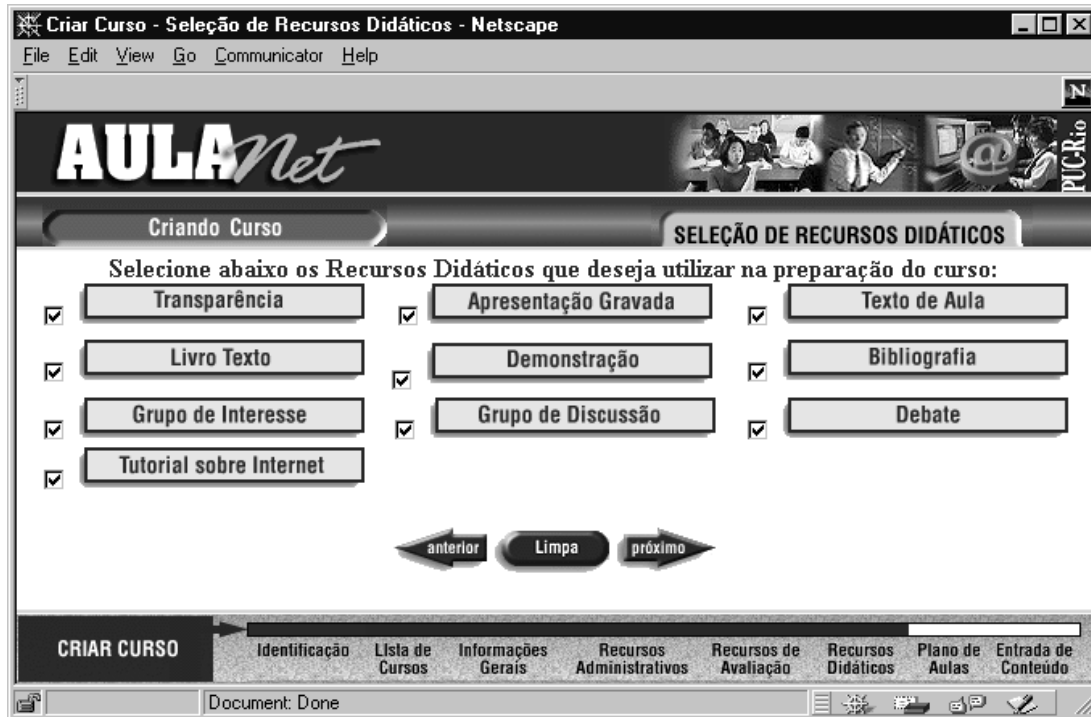 Criar Curso - Seleção de Recursos Didáticos - Netscape
File Edit View Go Communicator Help
N
AULANet
@
PUC-Rio
Criando Curso
SELEÇÃO DE RECURSOS DIDÁTICOS
Selecione abaixo os Recursos Didáticos que deseja utilizar na preparação do curso:
Transparência Apresentação Gravada Texto de Aula
Livro Texto Demonstração Bibliografia
Grupo de Interesse Grupo de Discussão Debate
Tutorial sobre Internet
anterior Limpa próximo
CRIAR CURSO
Identificação Lista de Cursos Informações Gerais Recursos Administrativos Recursos de Avaliação Recursos Didáticos Plano de Aulas Entrada de Conteúdo
Document: Done